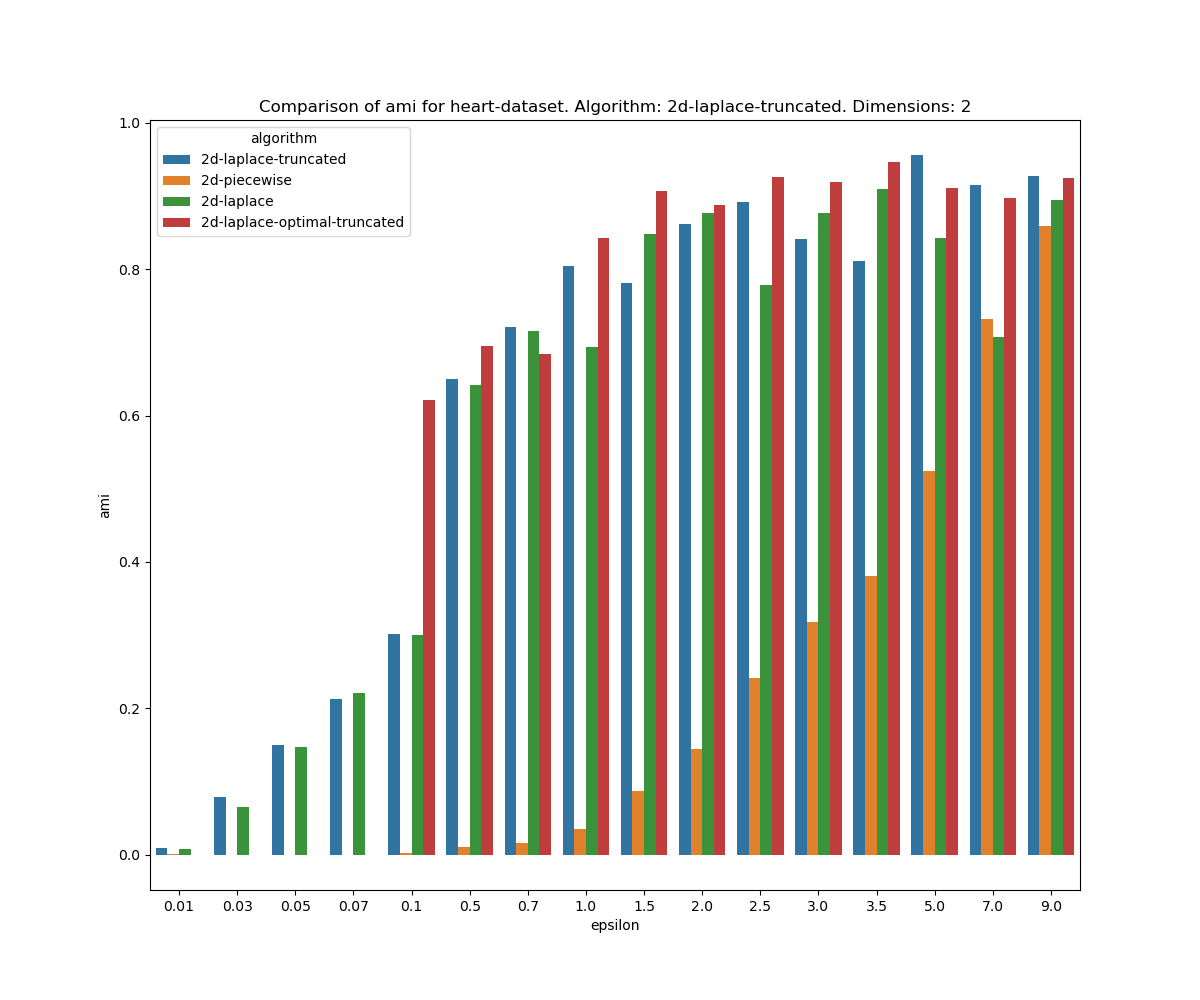 Comparison of ami for heart-dataset. Algorithm: 2d-laplace-truncated. Dimensions: 2
algorithm
2d-laplace-truncated
2d-piecewise
2d-laplace
2d-laplace-optimal-truncated
1.0
0.8
0.6
0.4
0.2
0.0
ami
0.01 0.03 0.05 0.07 0.1 0.5 0.7 1.0 1.5 2.0 2.5 3.0 3.5 5.0 7.0 9.0
epsilon